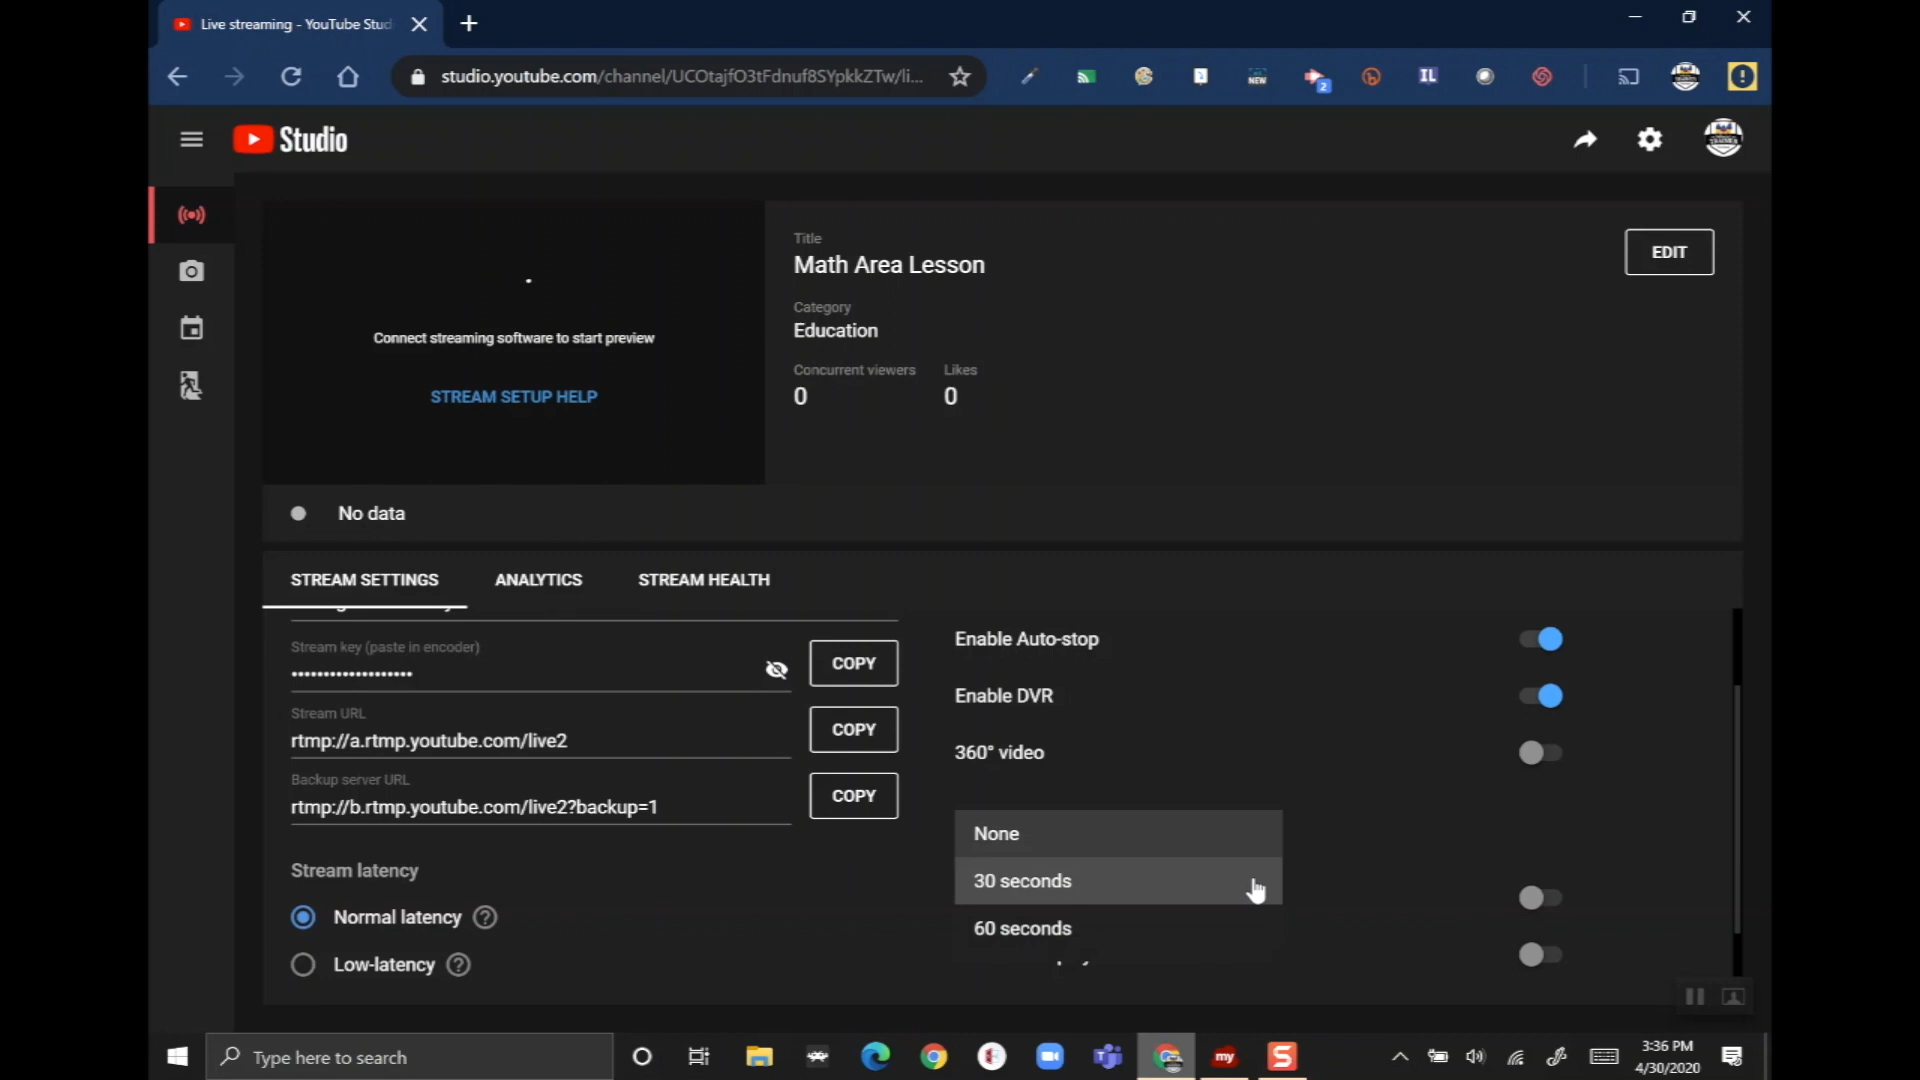 Live streaming - YouTube Stud
studio.youtube.com/channel/UCOtajfO3tFdnuf8SYpkkZTw/li...
NEW
2
IL
Studio
Title
Math Area Lesson
EDIT
Category
Education
Concurrent viewers
Likes
0
0
Connect streaming software to start preview
STREAM SETUP HELP
No data
STREAM SETTINGS
ANALYTICS
STREAM HEALTH
Stream key (paste in encoder)
•••••••••••••••••••
COPY
Stream URL
rtmp://a.rtmp.youtube.com/live2
COPY
Backup server URL
rtmp://b.rtmp.youtube.com/live2?backup=1
COPY
Stream latency
Normal latency
Low-latency
Enable Auto-stop
Enable DVR
360° video
None
30 seconds
60 seconds
Type here to search
my
S
3:36 PM
4/30/2020